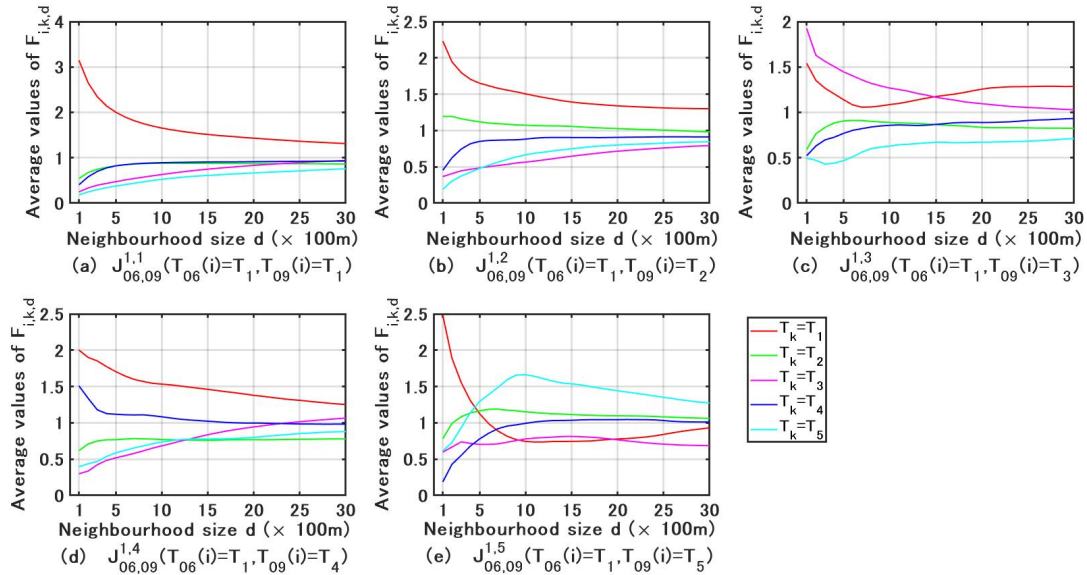 Average values of F_{i,k,d}
4
3
2
1
0
1 5 10 15 20 25 30
Neighbourhood size d (× 100m)
(a) J_{06,09}^{1,1}(T_{06}(i)=T_1,T_{09}(i)=T_1)
Average values of F_{i,k,d}
2.5
2
1.5
1
0.5
0
1 5 10 15 20 25 30
Neighbourhood size d (× 100m)
(b) J_{06,09}^{1,2}(T_{06}(i)=T_1,T_{09}(i)=T_2)
Average values of F_{i,k,d}
2
1.5
1
0.5
0
1 5 10 15 20 25 30
Neighbourhood size d (× 100m)
(c) J_{06,09}^{1,3}(T_{06}(i)=T_1,T_{09}(i)=T_3)
Average values of F_{i,k,d}
2.5
2
1.5
1
0.5
0
1 5 10 15 20 25 30
Neighbourhood size d (× 100m)
(d) J_{06,09}^{1,4}(T_{06}(i)=T_1,T_{09}(i)=T_4)
Average values of F_{i,k,d}
2.5
2
1.5
1
0.5
0
1 5 10 15 20 25 30
Neighbourhood size d (× 100m)
(e) J_{06,09}^{1,5}(T_{06}(i)=T_1,T_{09}(i)=T_5)
T_k=T_1
T_k=T_2
T_k=T_3
T_k=T_4
T_k=T_5